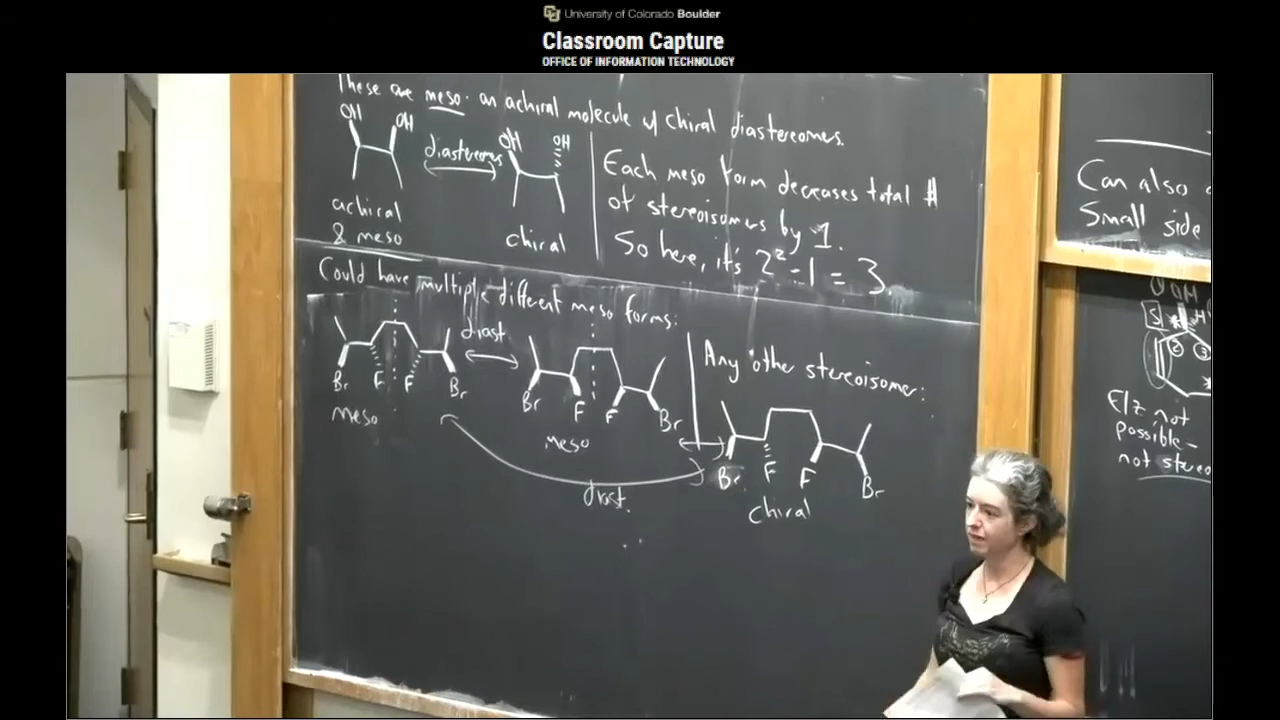 University of Colorado Boulder
Classroom Capture
OFFICE OF INFORMATION TECHNOLOGY
These are meso: an achiral molecule w/ chiral diastereomers.
OH
OH
diastereomers
OH
OH
achiral
& meso
chiral
Each meso form decreases total #
of stereoisomers by 1.
So here, it's 2² - 1 = 3.
Could have multiple different meso forms:
Br
F
F
Br
meso
diast.
Br
F
F
Br
meso
Any other stereoisomer:
Br
F
F
Br
chiral
diast.
Can also
Small side
OH
S
H
2
3
E/Z not
possible-
not stereo